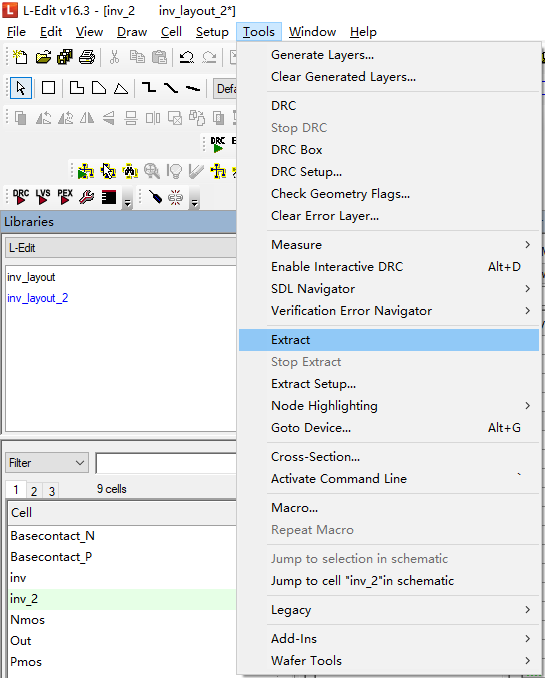 L-Edit v16.3 - [inv_2 inv_layout_2*]
File Edit View Draw Cell Setup Tools Window Help
Defa
DRC
DRC LVS PEX
Libraries
L-Edit
inv_layout
inv_layout_2
Filter
1 2 3 9 cells
Cell
Basecontact_N
Basecontact_P
inv
inv_2
Nmos
Out
Pmos
Generate Layers...
Clear Generated Layers...
DRC
Stop DRC
DRC Box
DRC Setup...
Check Geometry Flags...
Clear Error Layer...
Measure
Enable Interactive DRC Alt+D
SDL Navigator
Verification Error Navigator
Extract
Stop Extract
Extract Setup...
Node Highlighting
Goto Device... Alt+G
Cross-Section...
Activate Command Line `
Macro...
Repeat Macro
Jump to selection in schematic
Jump to cell "inv_2"in schematic
Legacy
Add-Ins
Wafer Tools